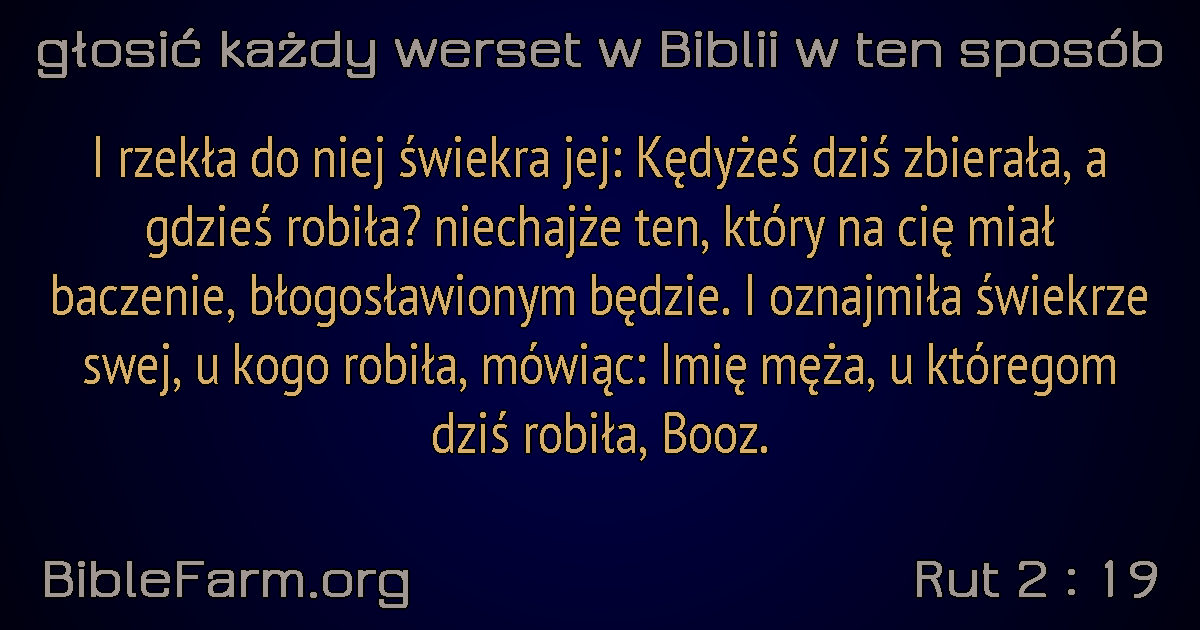 głosić każdy werset w Biblii w ten sposób
I rzekła do niej świekra jej: Kędyżeś dziś zbierała, a
gdzieś robiła? niechajże ten, który na cię miał
baczenie, błogosławionym będzie. I oznajmiła świekrze
swej, u kogo robiła, mówiąc: Imię męża, u któregom
dziś robiła, Booz.
BibleFarm.org
Rut 2 : 19